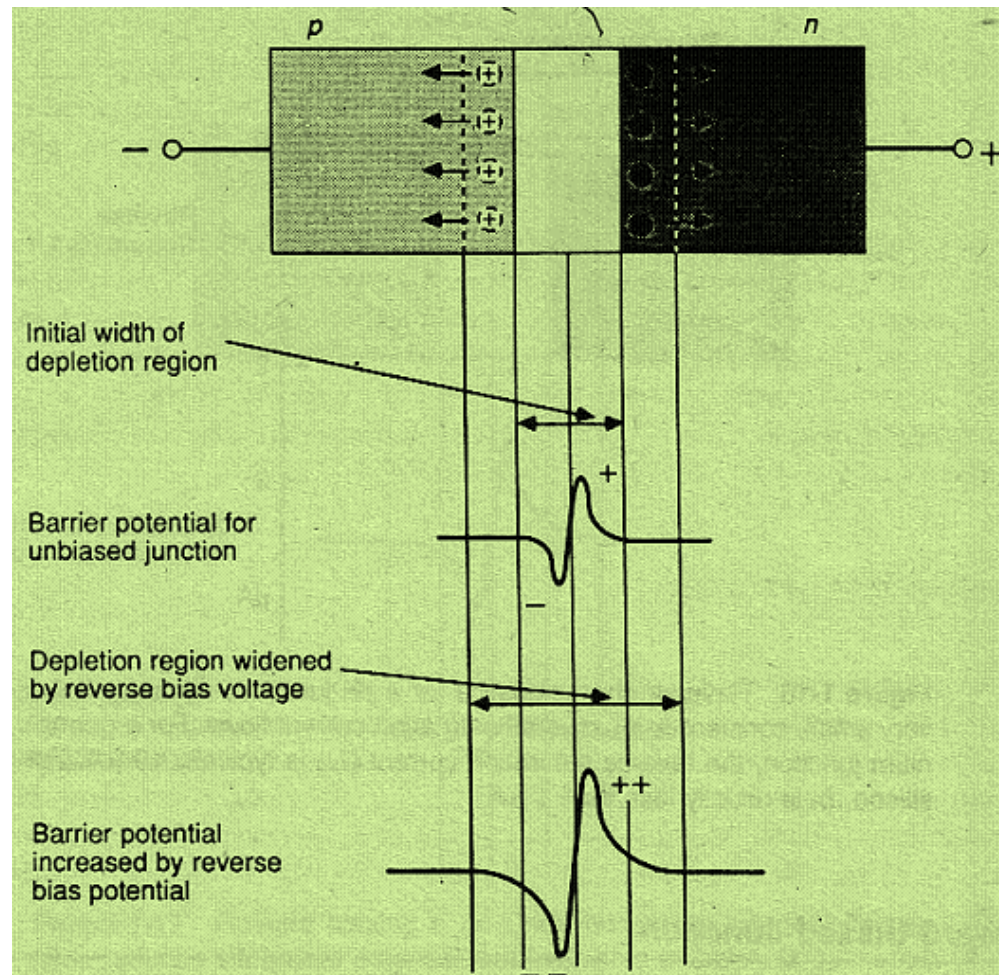 p n
− +
Initial width of
depletion region
+
Barrier potential for
unbiased junction
−
Depletion region widened
by reverse bias voltage
++
Barrier potential
increased by reverse
bias potential
−−